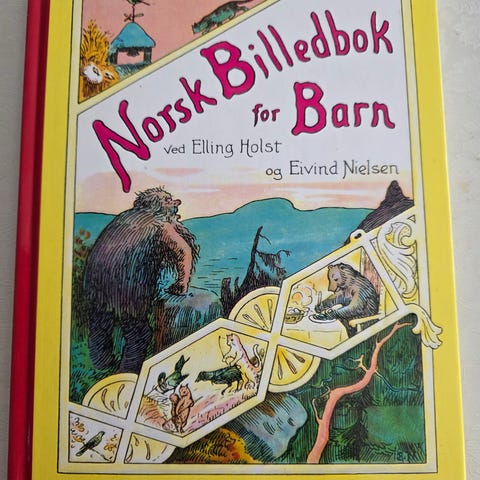 Norsk Billedbok
for Barn
ved Elling Holst
og Eivind Nielsen